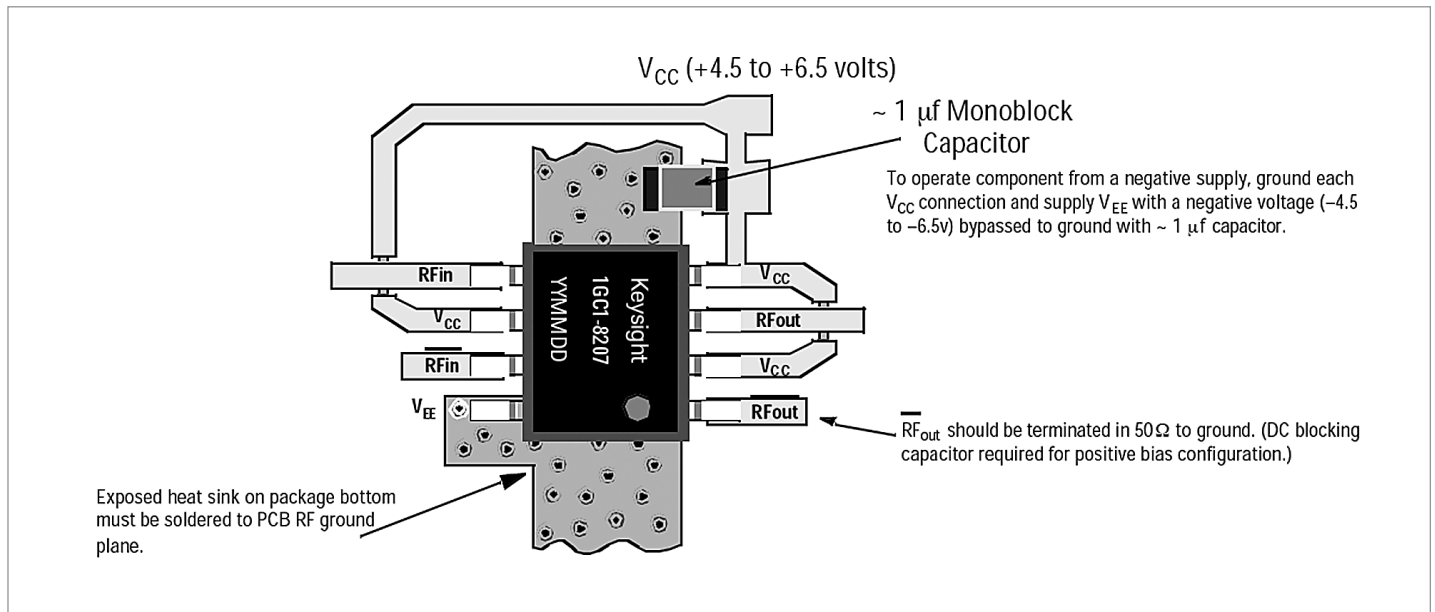 VCC (+4.5 to +6.5 volts)
~ 1 μf Monoblock
Capacitor
To operate component from a negative supply, ground each
VCC connection and supply VEE with a negative voltage (–4.5
to –6.5v) bypassed to ground with ~ 1 μf capacitor.
RFin
VCC
RFin
VEE
Keysight
1GC1-8207
YYMMDD
VCC
RFout
VCC
RFout
RFout should be terminated in 50Ω to ground. (DC blocking
capacitor required for positive bias configuration.)
Exposed heat sink on package bottom
must be soldered to PCB RF ground
plane.